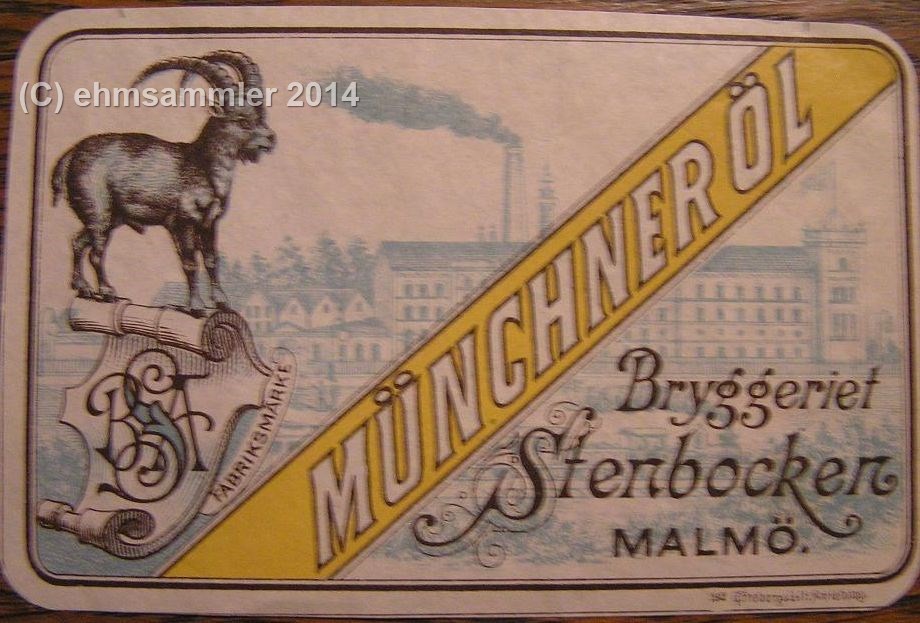 (C) ehmsammler 2014
MÜNCHNER ÖL
FABRIKSMÄRKE
Bryggeriet
Stenbocken
MALMÖ.